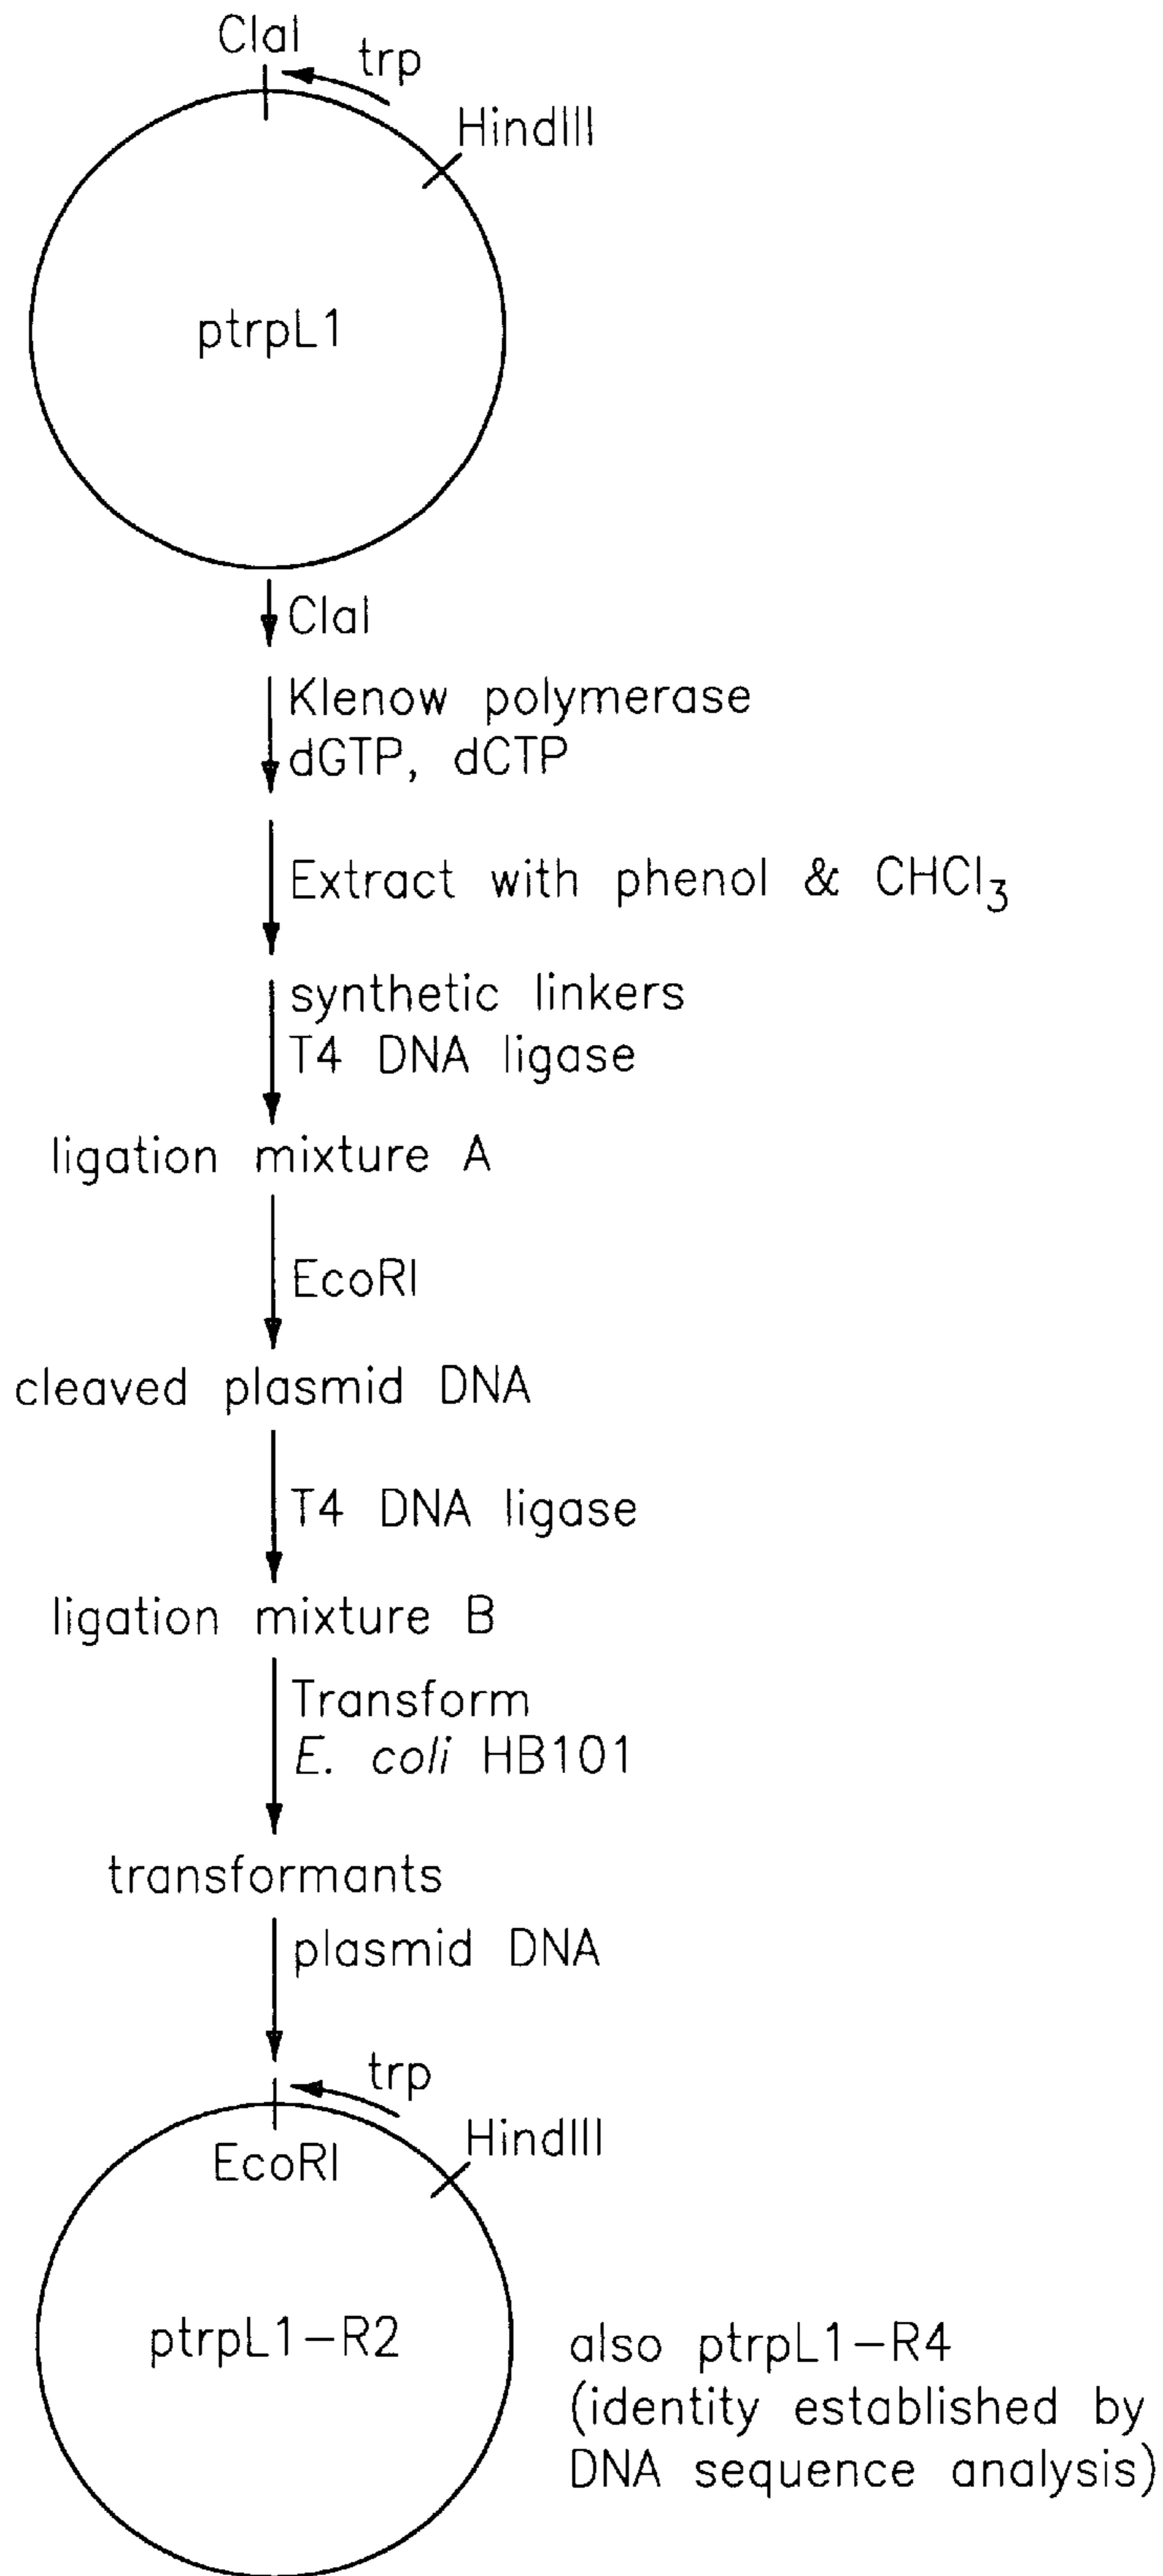 ClaI
trp
HindIII
ptrpL1
ClaI
Klenow polymerase
dGTP, dCTP
Extract with phenol & CHCl3
synthetic linkers
T4 DNA ligase
ligation mixture A
EcoRI
cleaved plasmid DNA
T4 DNA ligase
ligation mixture B
Transform
E. coli HB101
transformants
plasmid DNA
trp
HindIII
EcoRI
ptrpL1-R2
also ptrpL1-R4
(identity established by
DNA sequence analysis)